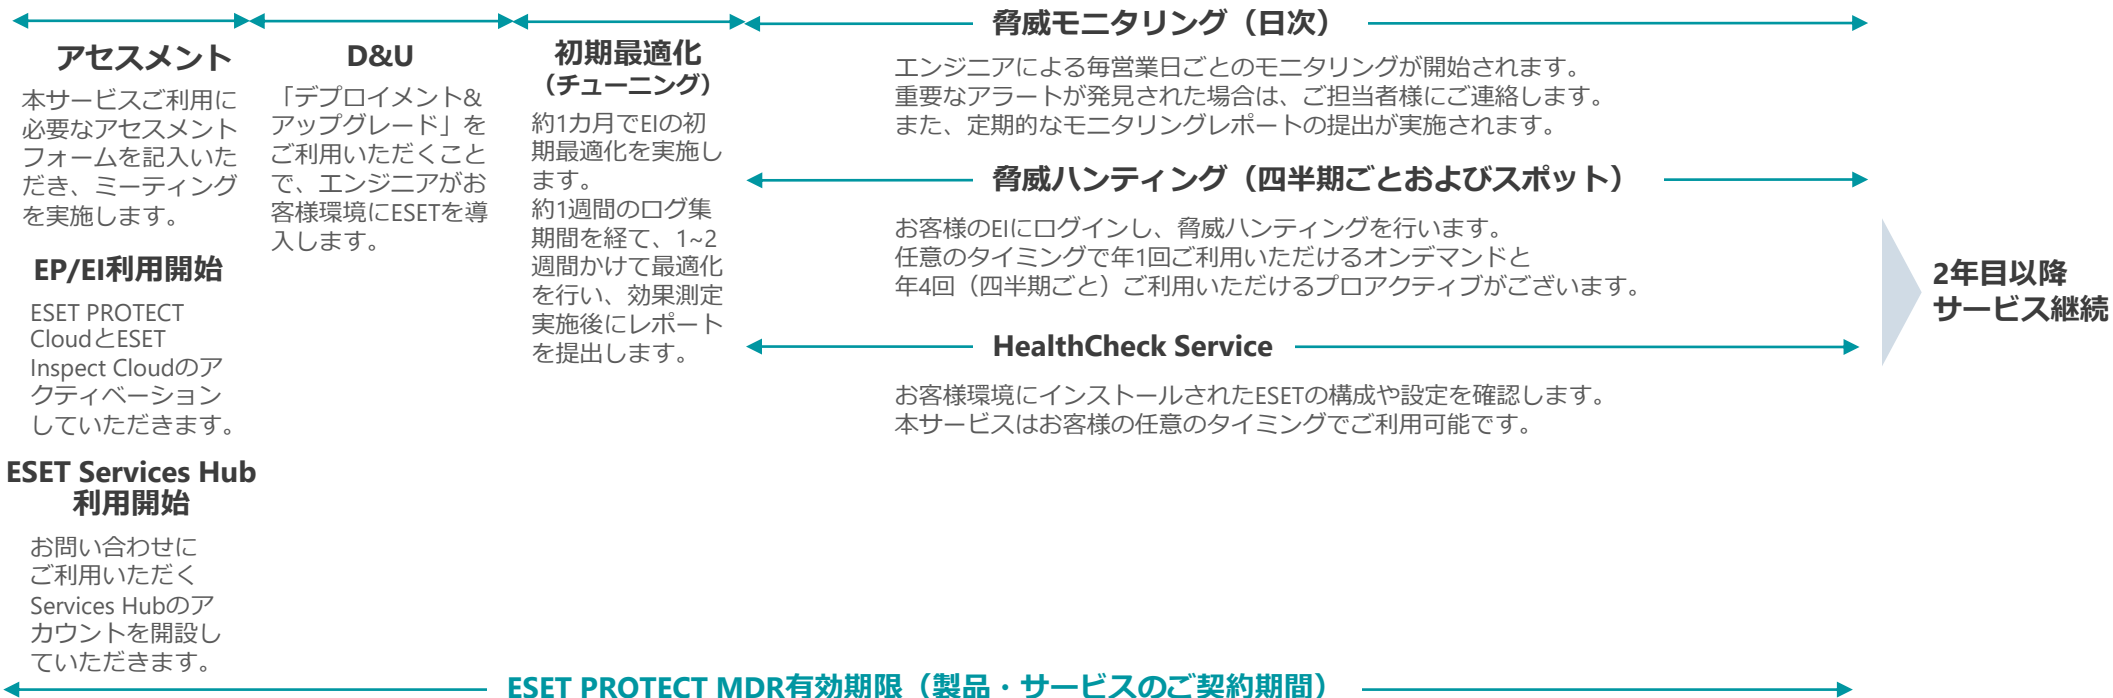 アセスメント
本サービスご利用に
必要なアセスメント
フォームを記入いた
だき、ミーティング
を実施します。
EP/EI利用開始
ESET PROTECT
CloudとESET
Inspect Cloudのア
クティベーション
していただきます。
ESET Services Hub
利用開始
お問い合わせに
ご利用いただく
Services Hubのア
カウントを開設し
ていただきます。
D&U
「デプロイメント&
アップグレード」を
ご利用いただくこと
で、エンジニアがお
客様環境にESETを導
入します。
初期最適化
（チューニング）
約1カ月でEIの初
期最適化を実施し
ます。
約1週間のログ集
期間を経て、1~2
週間かけて最適化
を行い、効果測定
実施後にレポート
を提出します。
脅威モニタリング（日次）
エンジニアによる毎営業日ごとのモニタリングが開始されます。
重要なアラートが発見された場合は、ご担当者様にご連絡します。
また、定期的なモニタリングレポートの提出が実施されます。
脅威ハンティング（四半期ごとおよびスポット）
お客様のEIにログインし、脅威ハンティングを行います。
任意のタイミングで年1回ご利用いただけるオンデマンドと
年4回（四半期ごと）ご利用いただけるプロアクティブがございます。
HealthCheck Service
お客様環境にインストールされたESETの構成や設定を確認します。
本サービスはお客様の任意のタイミングでご利用可能です。
2年目以降
サービス継続
ESET PROTECT MDR有効期限（製品・サービスのご契約期間）